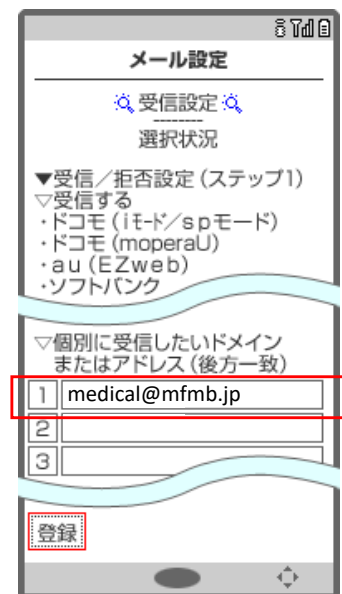 メール設定
受信設定
選択状況
▼受信／拒否設定（ステップ1）
▽受信する
・ドコモ（iﾓｰﾄﾞ／spモード）
・ドコモ（moperaU）
・au（EZweb）
・ソフトバンク
▽個別に受信したいドメイン
またはアドレス（後方一致）
1 medical@mfmb.jp
2
3
登録